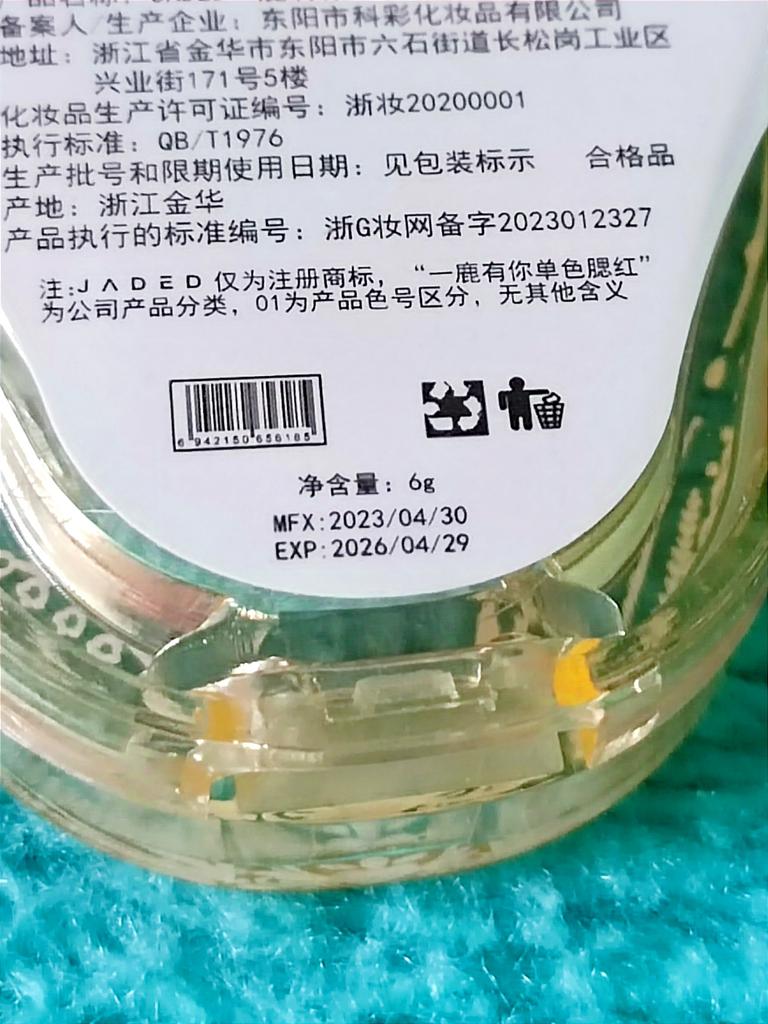 备案人/生产企业：东阳市科彩化妆品有限公司
地址：浙江省金华市东阳市六石街道长松岗工业区
兴业街171号5楼
化妆品生产许可证编号：浙妆20200001
执行标准：QB/T1976
生产批号和限期使用日期：见包装标示 合格品
产地：浙江金华
产品执行的标准编号：浙G妆网备字2023012327
注:JADED 仅为注册商标，“一鹿有你单色腮红”
为公司产品分类，01为产品色号区分，无其他含义
6 942150 656185
净含量：6g
MFX:2023/04/30
EXP:2026/04/29